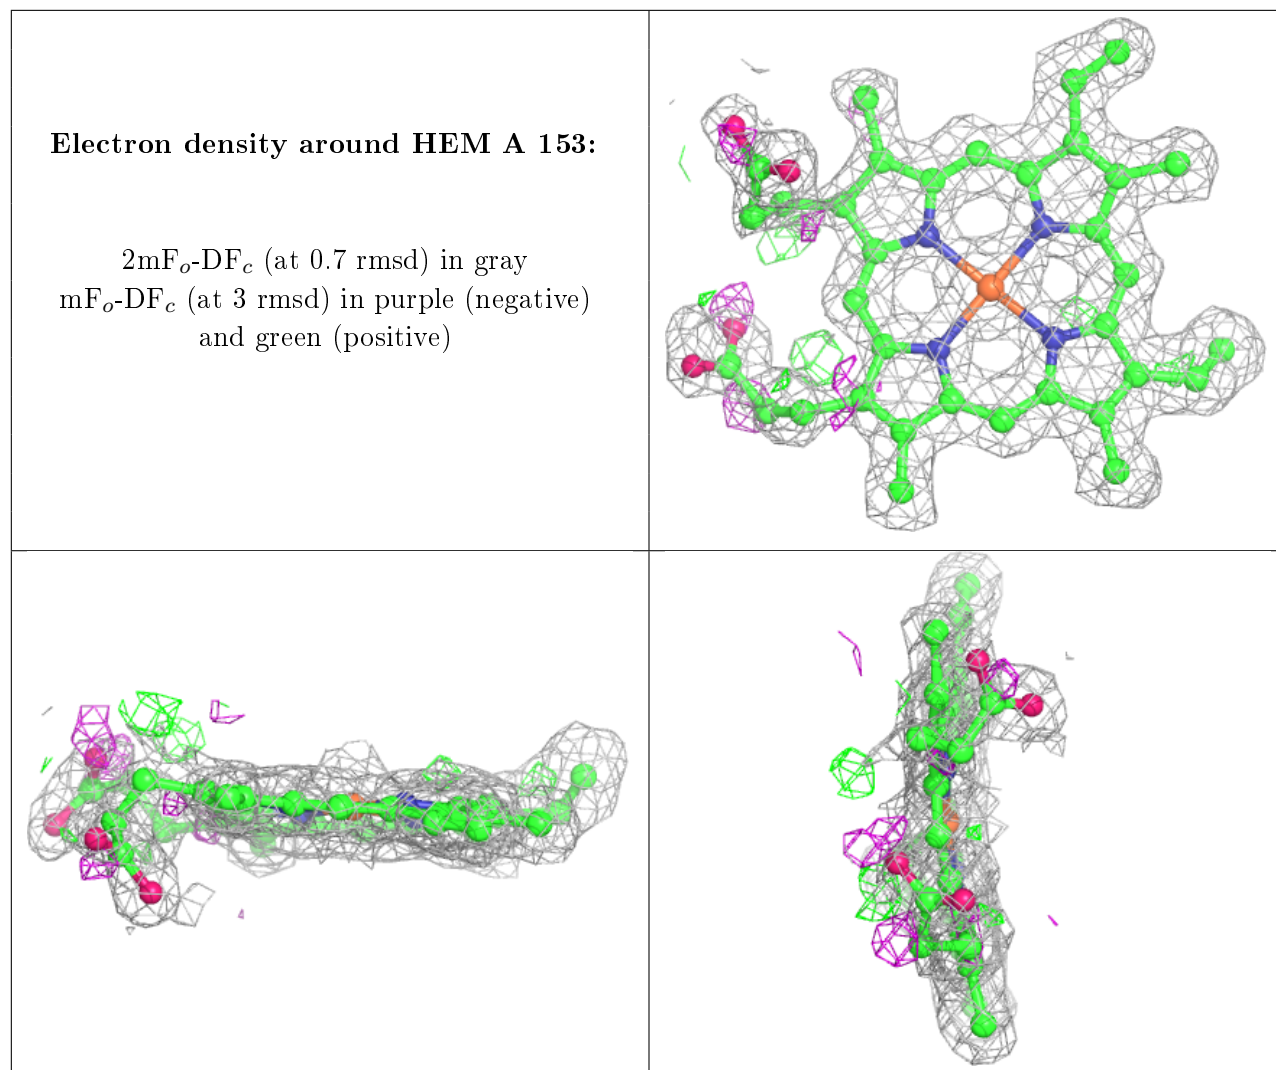 Electron density around HEM A 153:
2mFo-DFc (at 0.7 rmsd) in gray
mFo-DFc (at 3 rmsd) in purple (negative)
and green (positive)